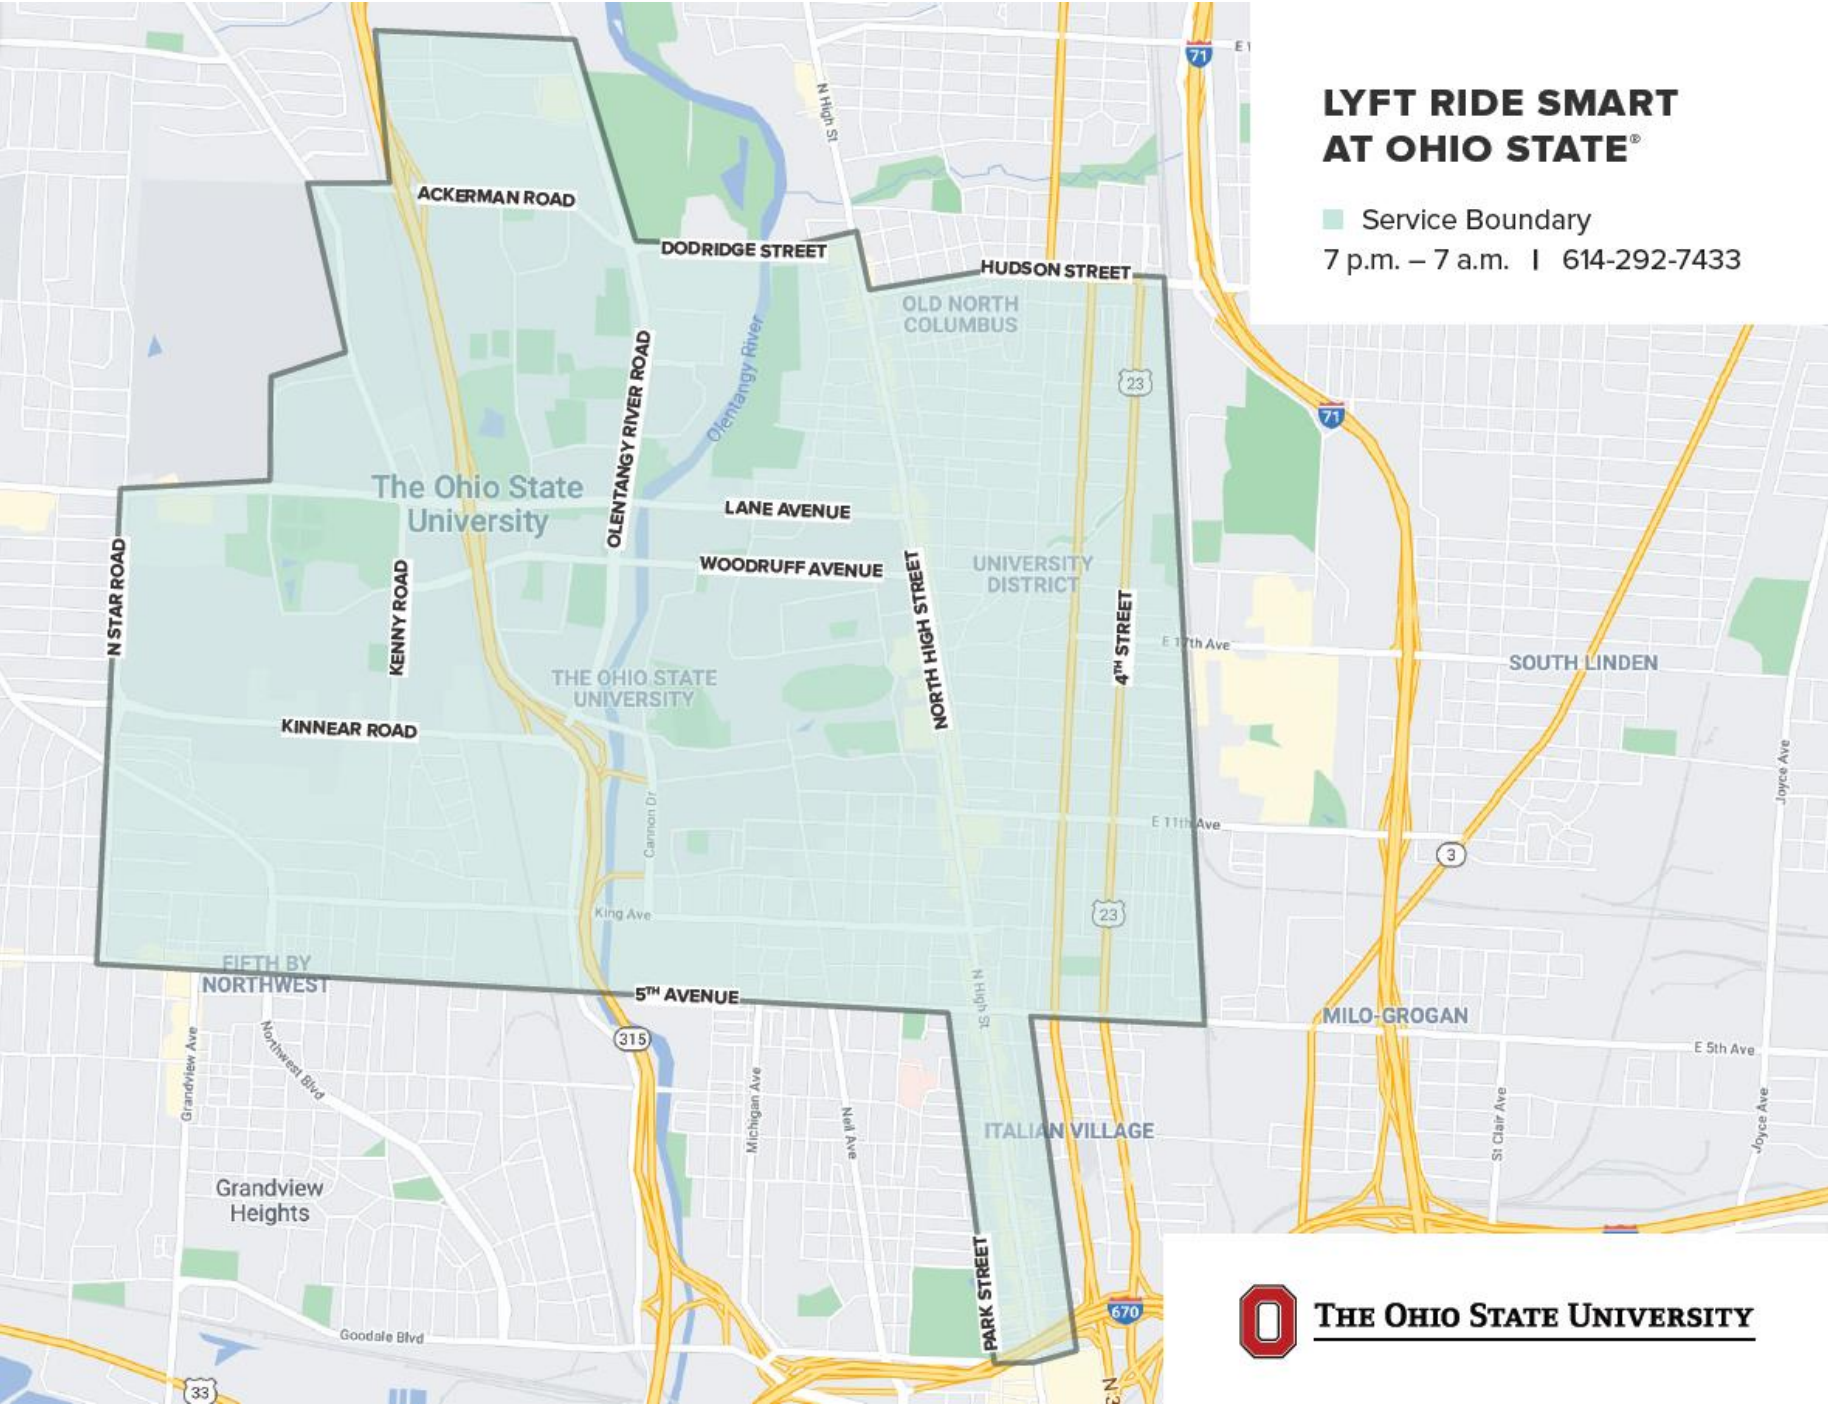 LYFT RIDE SMART
AT OHIO STATE®
Service Boundary
7 p.m. – 7 a.m. I 614-292-7433
71
N High St
ACKERMAN ROAD
DODRIDGE STREET
HUDSON STREET
OLD NORTH
COLUMBUS
23
71
Olentangy River
OLENTANGY RIVER ROAD
The Ohio State
University
LANE AVENUE
WOODRUFF AVENUE
UNIVERSITY
DISTRICT
N STAR ROAD
KENNY ROAD
NORTH HIGH STREET
4TH STREET
E 17th Ave
SOUTH LINDEN
THE OHIO STATE
UNIVERSITY
KINNEAR ROAD
Joyce Ave
Cannon Dr
E 11th Ave
3
King Ave
23
FIFTH BY
NORTHWEST
5TH AVENUE
N High St
MILO-GROGAN
315
E 5th Ave
Grandview Ave
Northwest Blvd
Michigan Ave
Neil Ave
ITALIAN VILLAGE
St Clair Ave
Joyce Ave
Grandview
Heights
PARK STREET
670
Goodale Blvd
33
THE OHIO STATE UNIVERSITY